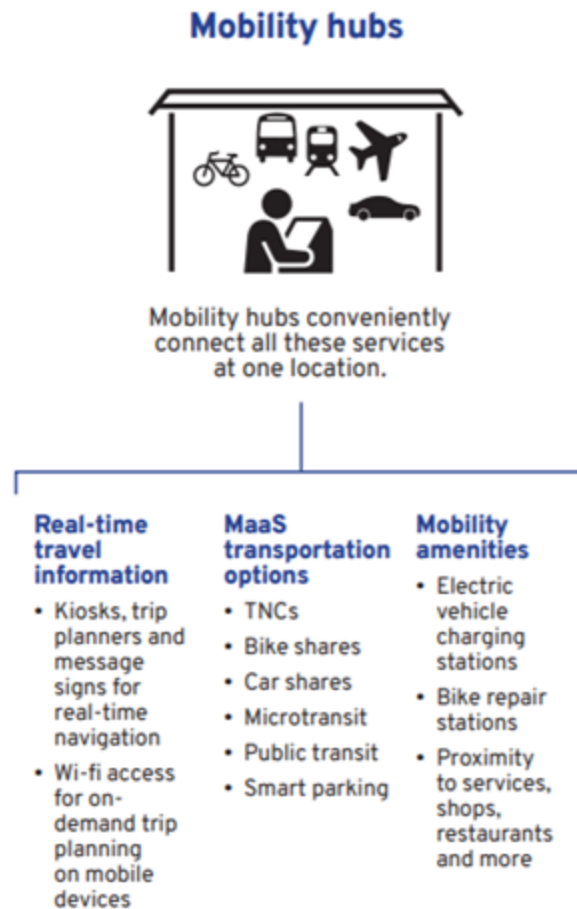 Mobility hubs
Mobility hubs conveniently
connect all these services
at one location.
Real-time
travel
information
• Kiosks, trip
planners and
message
signs for
real-time
navigation
• Wi-fi access
for on-
demand trip
planning
on mobile
devices
MaaS
transportation
options
• TNCs
• Bike shares
• Car shares
• Microtransit
• Public transit
• Smart parking
Mobility
amenities
• Electric
vehicle
charging
stations
• Bike repair
stations
• Proximity
to services,
shops,
restaurants
and more